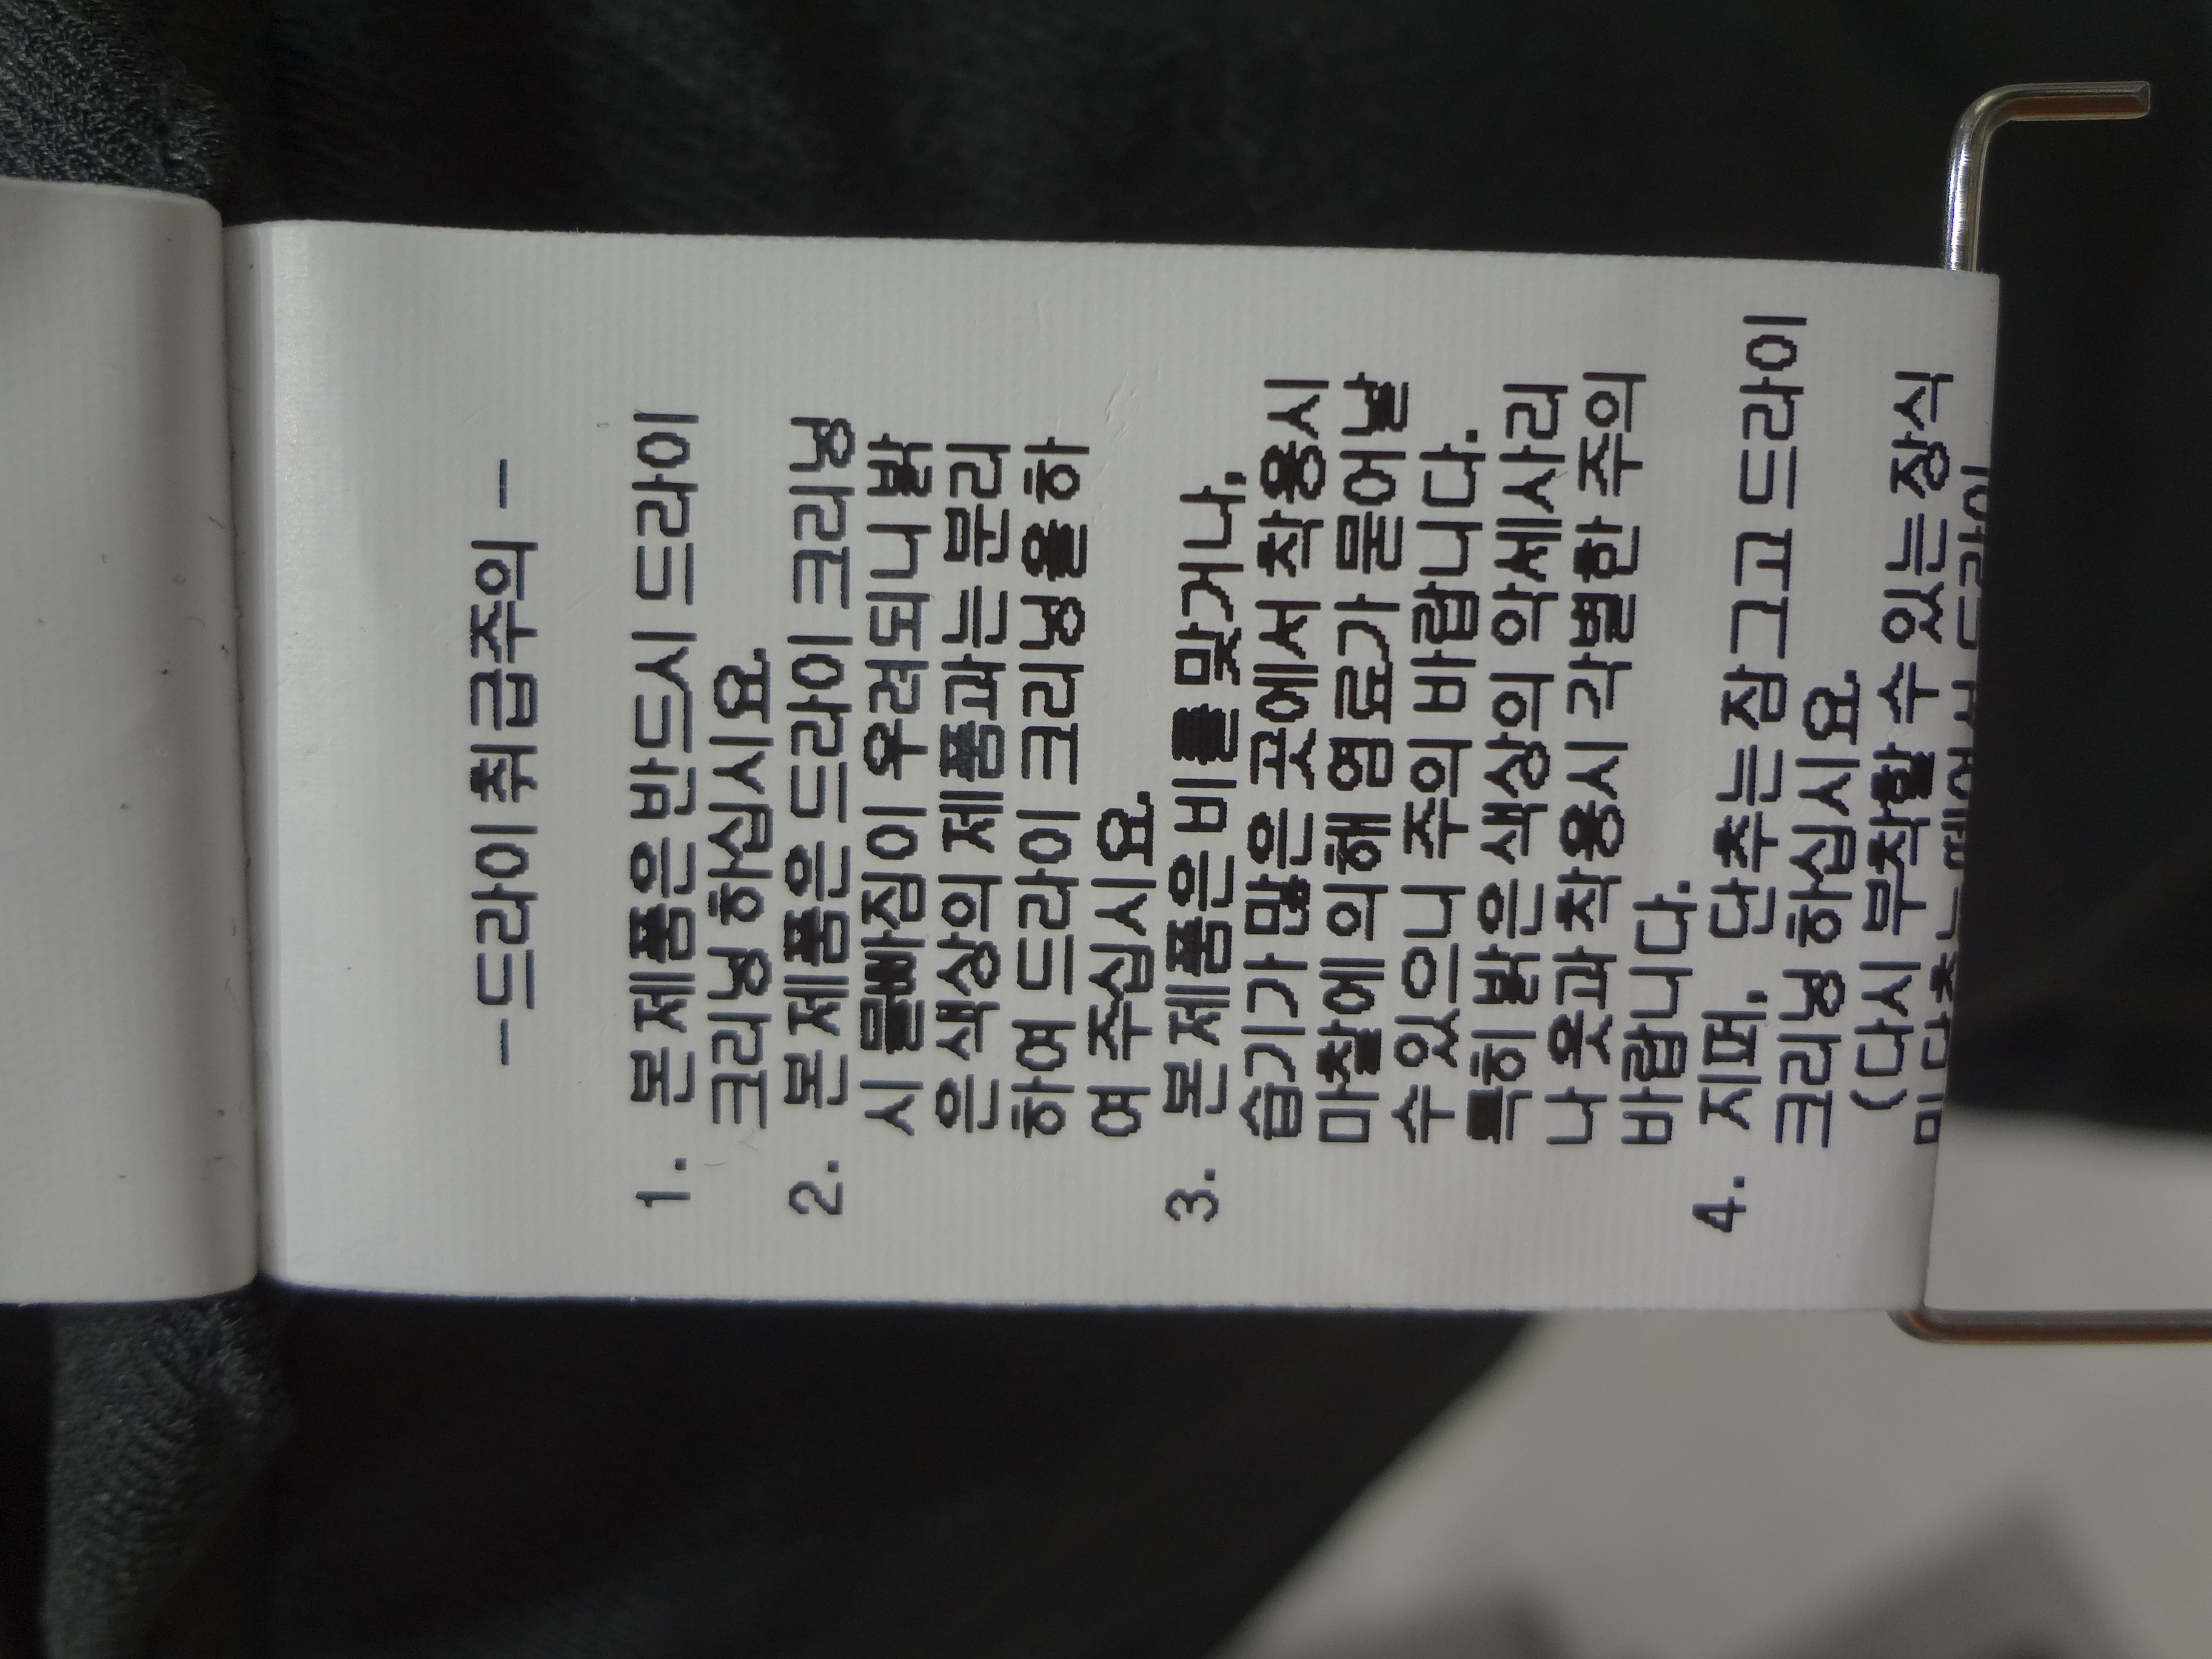 -드라이 취급주의 -
1. 본 제품은 반드시 드라이
크리닝 하십시요.
2. 본 제품은 드라이 크리닝
시 물빠짐이 우려되니 밝
은색상의 제품과는 분리
하여 드라이 크리닝을 하
여 주십시요.
3. 본 제품은 비를 맞거나,
습기가 많은 곳에서 착용시
마찰에 의해 염료가 묻어날
수있으니 주의 바랍니다.
특히 밝은 색상의 악세사리
나 옷과 착용시 각별한 주의
바랍니다.
4. 지퍼, 단추는 잠그고 드라이
크리닝 하십시요.
(다시 부착할 수 있는 장식